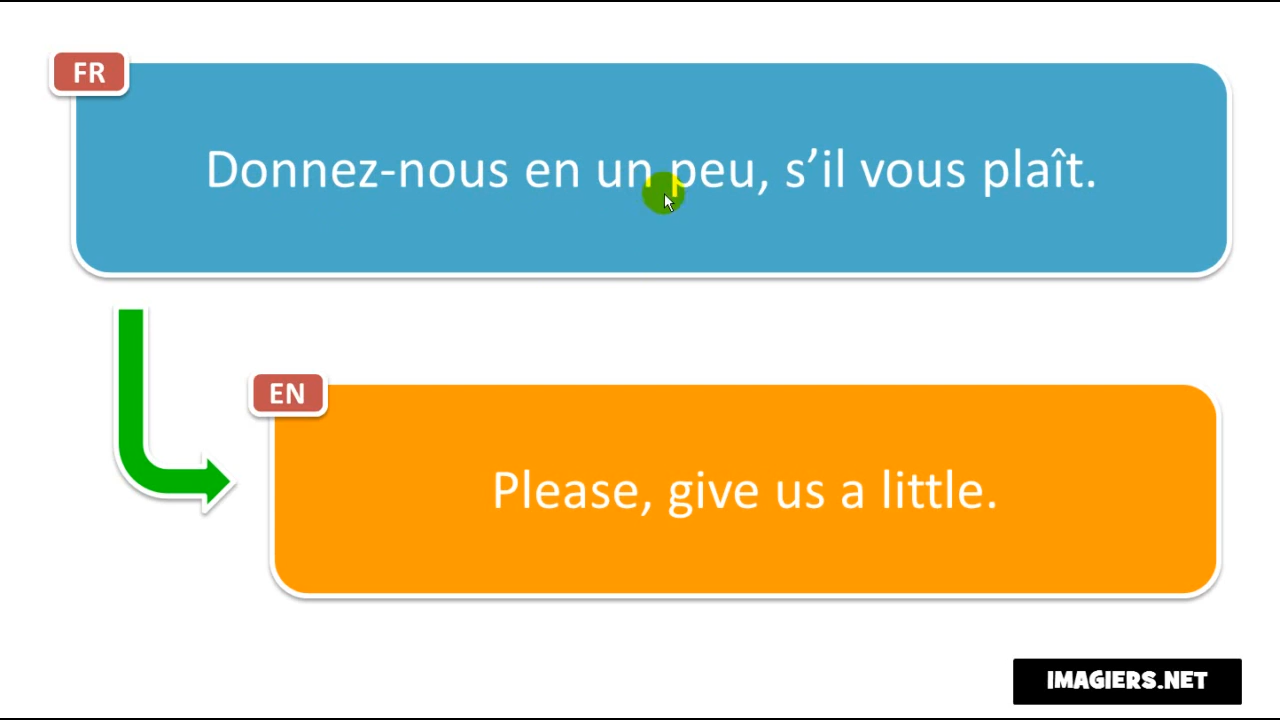 FR
Donnez-nous en un peu, s’il vous plaît.
EN
Please, give us a little.
IMAGIERS.NET